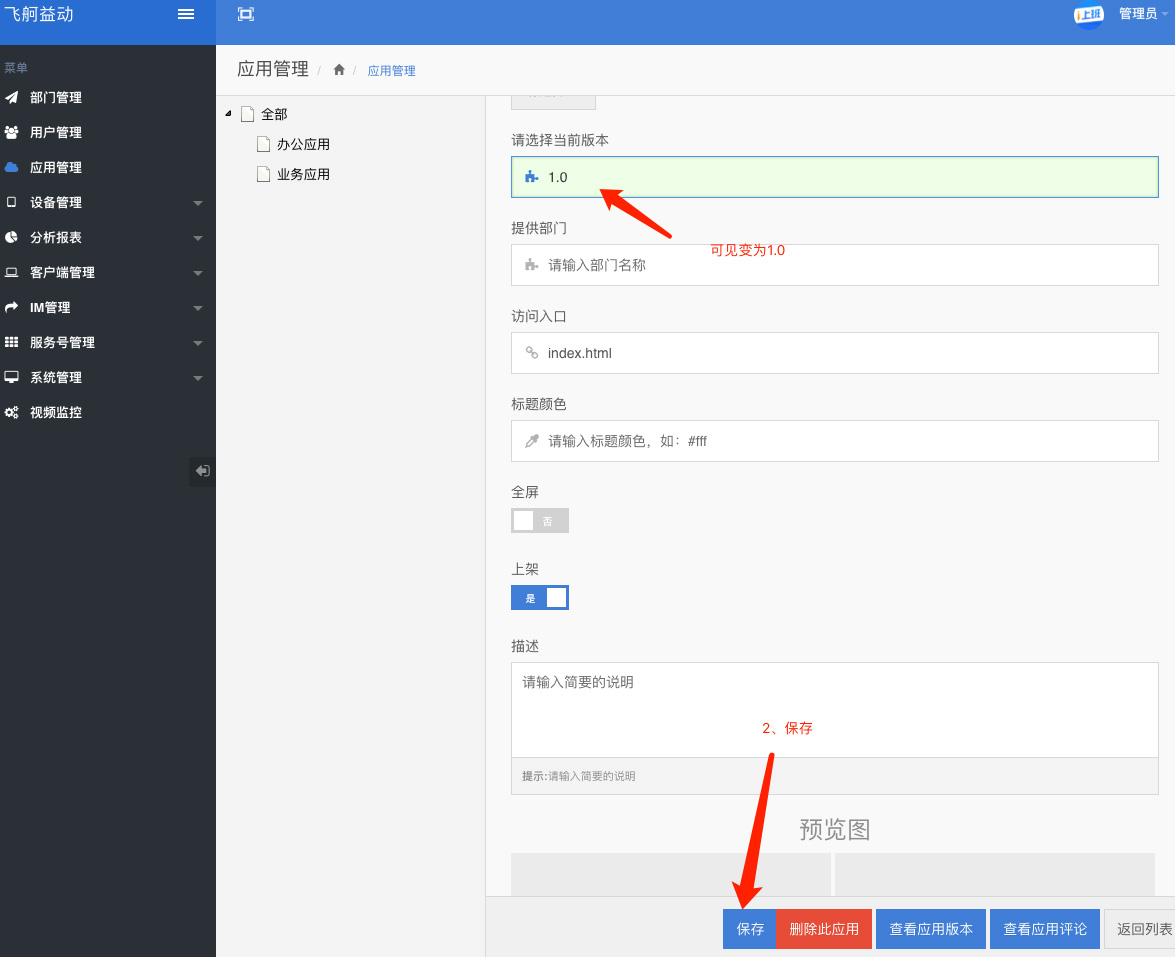 飞舸益动
上班
管理员
菜单
部门管理
用户管理
应用管理
设备管理
分析报表
客户端管理
IM管理
服务号管理
系统管理
视频监控
应用管理 / / 应用管理
全部
办公应用
业务应用
请选择当前版本
1.0
可见变为1.0
提供部门
请输入部门名称
访问入口
index.html
标题颜色
请输入标题颜色，如：#fff
全屏
否
上架
是
描述
请输入简要的说明
2、保存
提示:请输入简要的说明
预览图
保存 删除此应用 查看应用版本 查看应用评论 返回列表